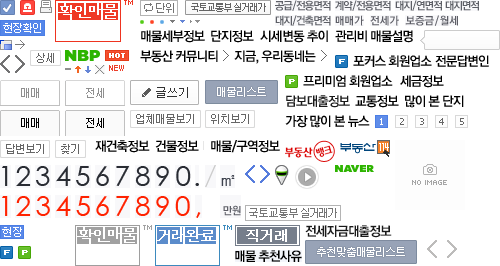 확인매물 TM
단위
국토교통부 실거래가
공급/전용면적 계약/전용면적 대지/연면적 대지면적
대지/건축면적 매매가 전세가 보증금/월세
현장확인
매물세부정보 단지정보 시세변동 추이 관리비 매물설명
상세
NBP HOT
NEW
부동산 커뮤니티 > 지금, 우리동네는 >
P 포커스 회원업소 전문답변인
매매 전세
글쓰기 매물리스트
P 프리미엄 회원업소 세금정보
담보대출정보 교통정보 많이 본 단지
매매 전세
업체매물보기 위치보기
가장 많이 본 뉴스 1 2 3 4 5
답변보기 찾기 재건축정보 건물정보 매물/구역정보
부동산뱅크
부동산114
1234567890./㎡
NAVER
NO IMAGE
1234567890,
만원
국토교통부 실거래가
현장
확인매물 TM
거래완료 TM
직거래
전세자금대출정보
P P
매물 추천사유
추천맞춤매물리스트